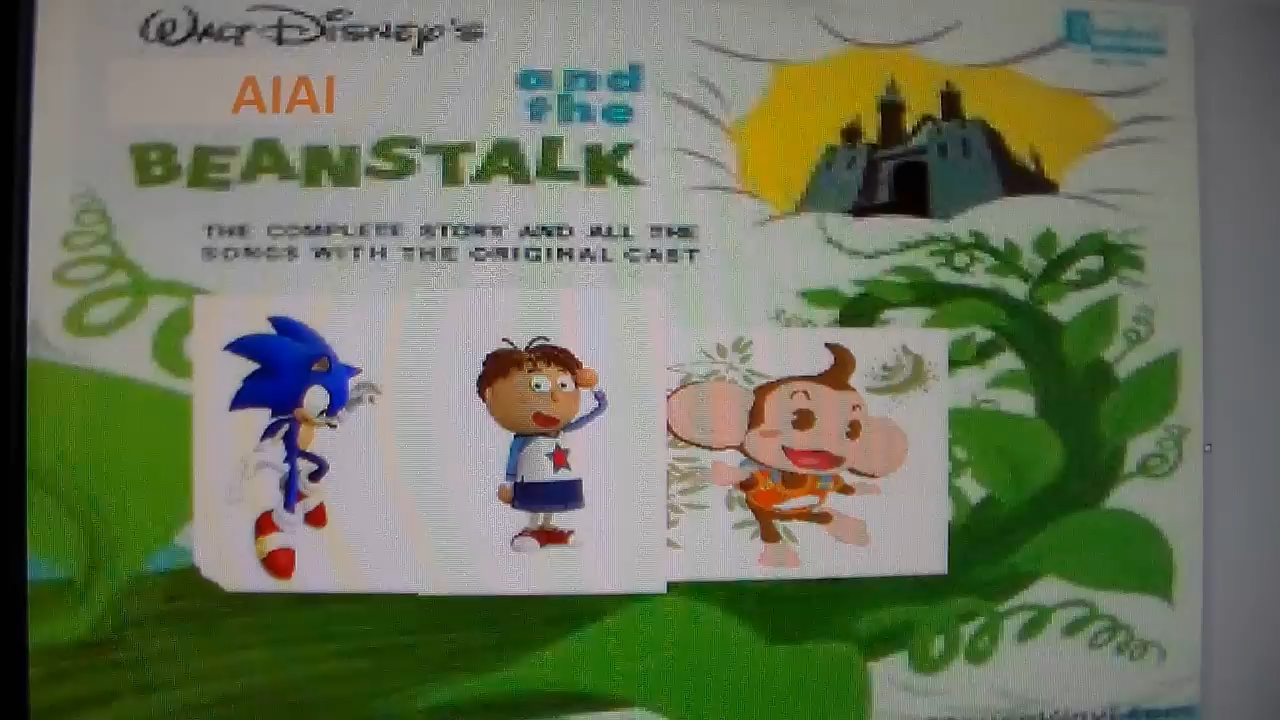 WALT DISNEY'S
AIAI
and
the
BEANSTALK
THE COMPLETE STORY AND ALL THE
SONGS WITH THE ORIGINAL CAST